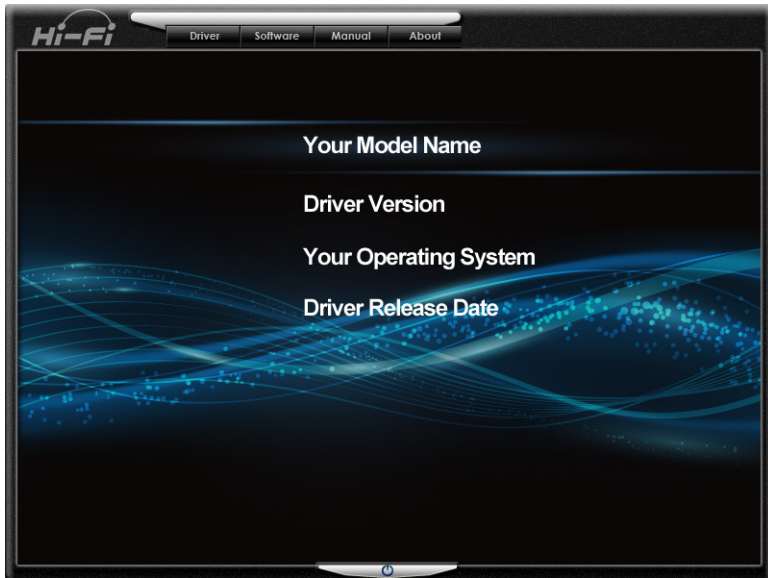 Hi-Fi
Driver Software Manual About
Your Model Name
Driver Version
Your Operating System
Driver Release Date